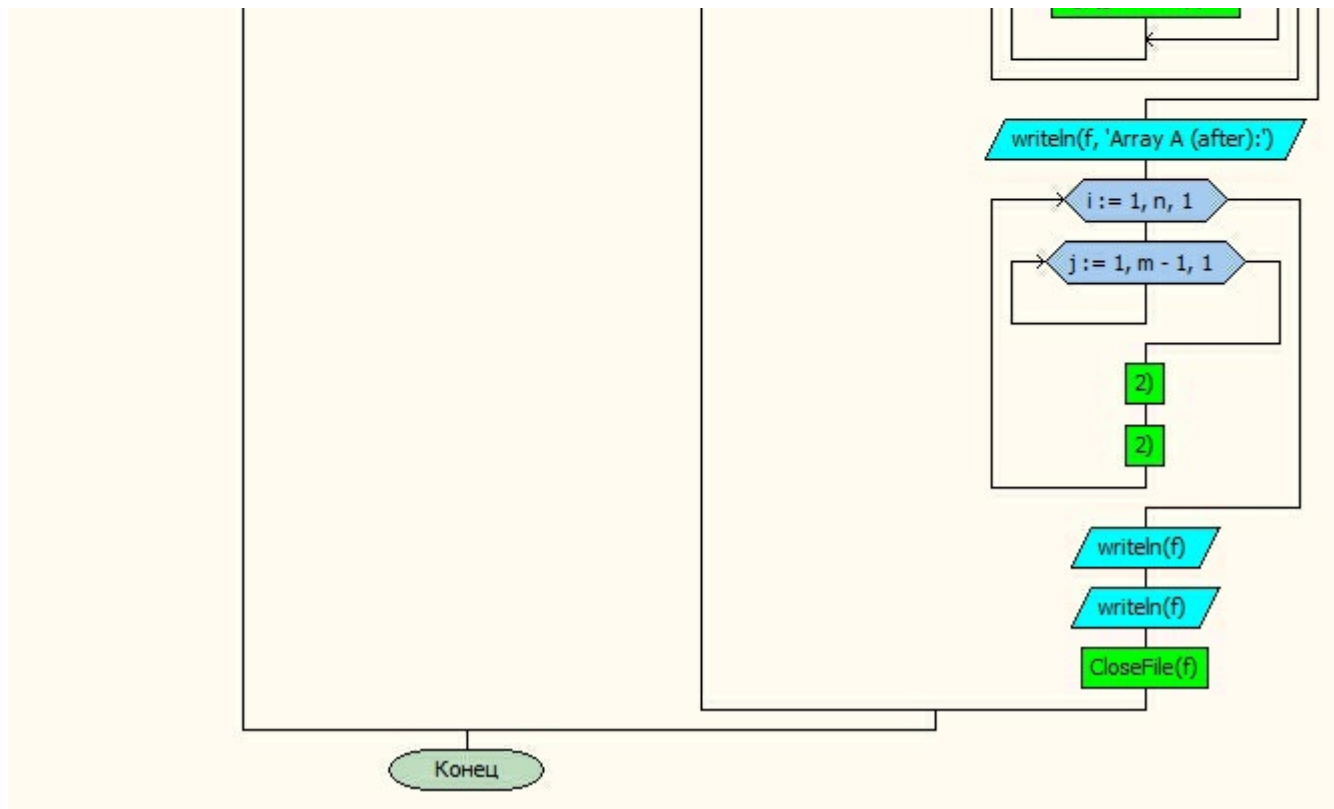 writeln(f, 'Array A (after):')
i := 1, n, 1
j := 1, m - 1, 1
2)
2)
writeln(f)
writeln(f)
CloseFile(f)
Конец